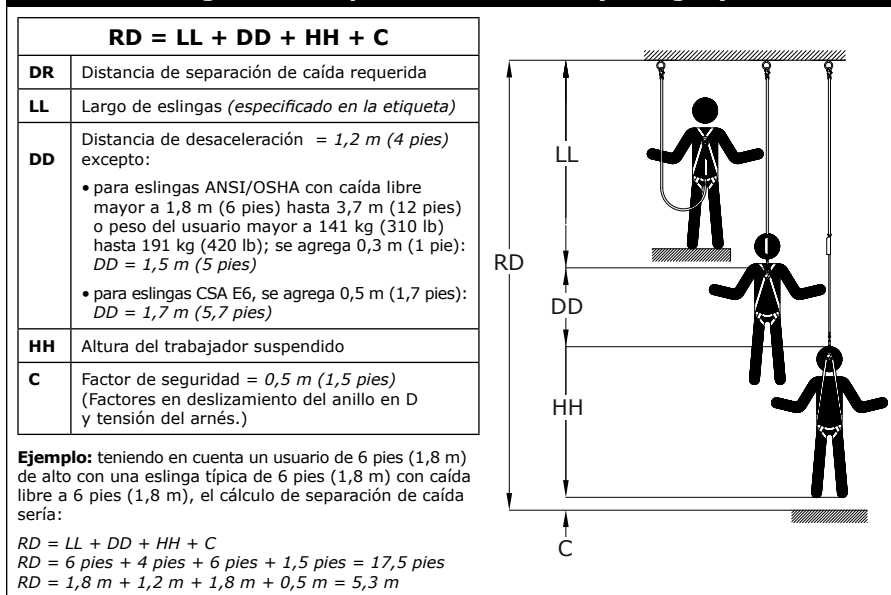 RD = LL + DD + HH + C
DR Distancia de separación de caída requerida
LL Largo de eslingas (especificado en la etiqueta)
DD Distancia de desaceleración = 1,2 m (4 pies)
excepto:
• para eslingas ANSI/OSHA con caída libre
mayor a 1,8 m (6 pies) hasta 3,7 m (12 pies)
o peso del usuario mayor a 141 kg (310 lb)
hasta 191 kg (420 lb); se agrega 0,3 m (1 pie):
DD = 1,5 m (5 pies)
• para eslingas CSA E6, se agrega 0,5 m (1,7 pies):
DD = 1,7 m (5,7 pies)
HH Altura del trabajador suspendido
C Factor de seguridad = 0,5 m (1,5 pies)
(Factores en deslizamiento del anillo en D
y tensión del arnés.)
Ejemplo: teniendo en cuenta un usuario de 6 pies (1,8 m)
de alto con una eslinga típica de 6 pies (1,8 m) con caída
libre a 6 pies (1,8 m), el cálculo de separación de caída
sería:
RD = LL + DD + HH + C
RD = 6 pies + 4 pies + 6 pies + 1,5 pies = 17,5 pies
RD = 1,8 m + 1,2 m + 1,8 m + 0,5 m = 5,3 m
LL
RD
DD
HH
C